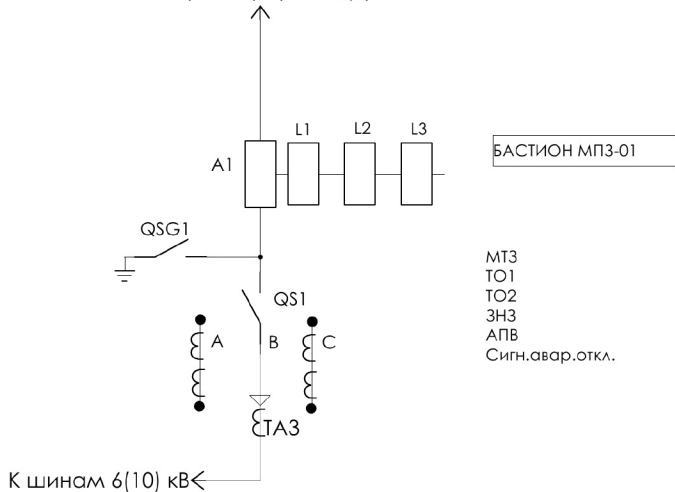 L1 L2 L3
A1
БАСТИОН МПЗ-01
QSG1
МТЗ
ТО1
QS1
ТО2
ЗНЗ
А В С
АПВ
Сигн.авар.откл.
ТА3
К шинам 6(10) кВ